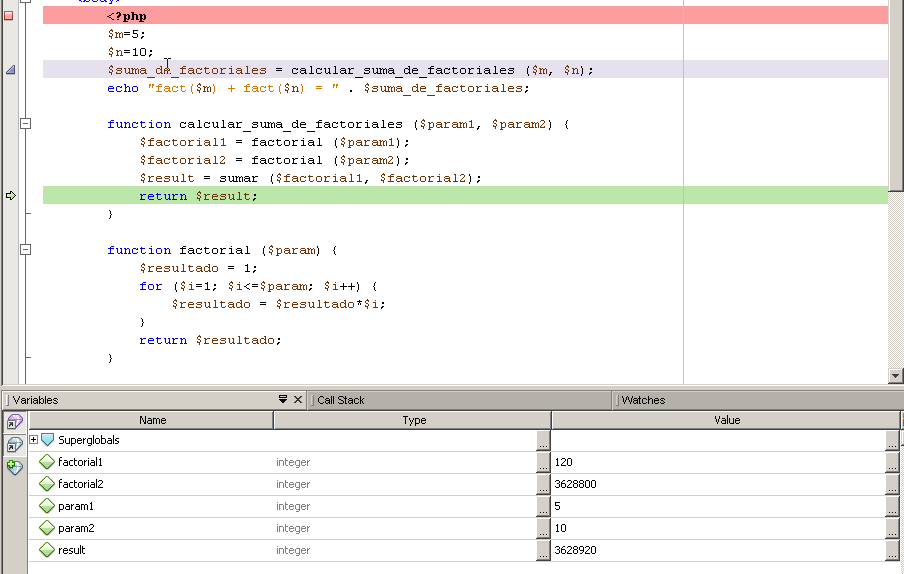 <body>
<?php
$m=5;
$n=10;
$suma_de_factoriales = calcular_suma_de_factoriales ($m, $n);
echo "fact($m) + fact($n) = " . $suma_de_factoriales;
function calcular_suma_de_factoriales ($param1, $param2) {
$factorial1 = factorial ($param1);
$factorial2 = factorial ($param2);
$result = sumar ($factorial1, $factorial2);
return $result;
}
function factorial ($param) {
$resultado = 1;
for ($i=1; $i<=$param; $i++) {
$resultado = $resultado*$i;
}
return $resultado;
}
Variables Call Stack Watches
Name Type Value
Superglobals ... ...
factorial1 integer ... 120 ...
factorial2 integer ... 3628800 ...
param1 integer ... 5 ...
param2 integer ... 10 ...
result integer ... 3628920 ...